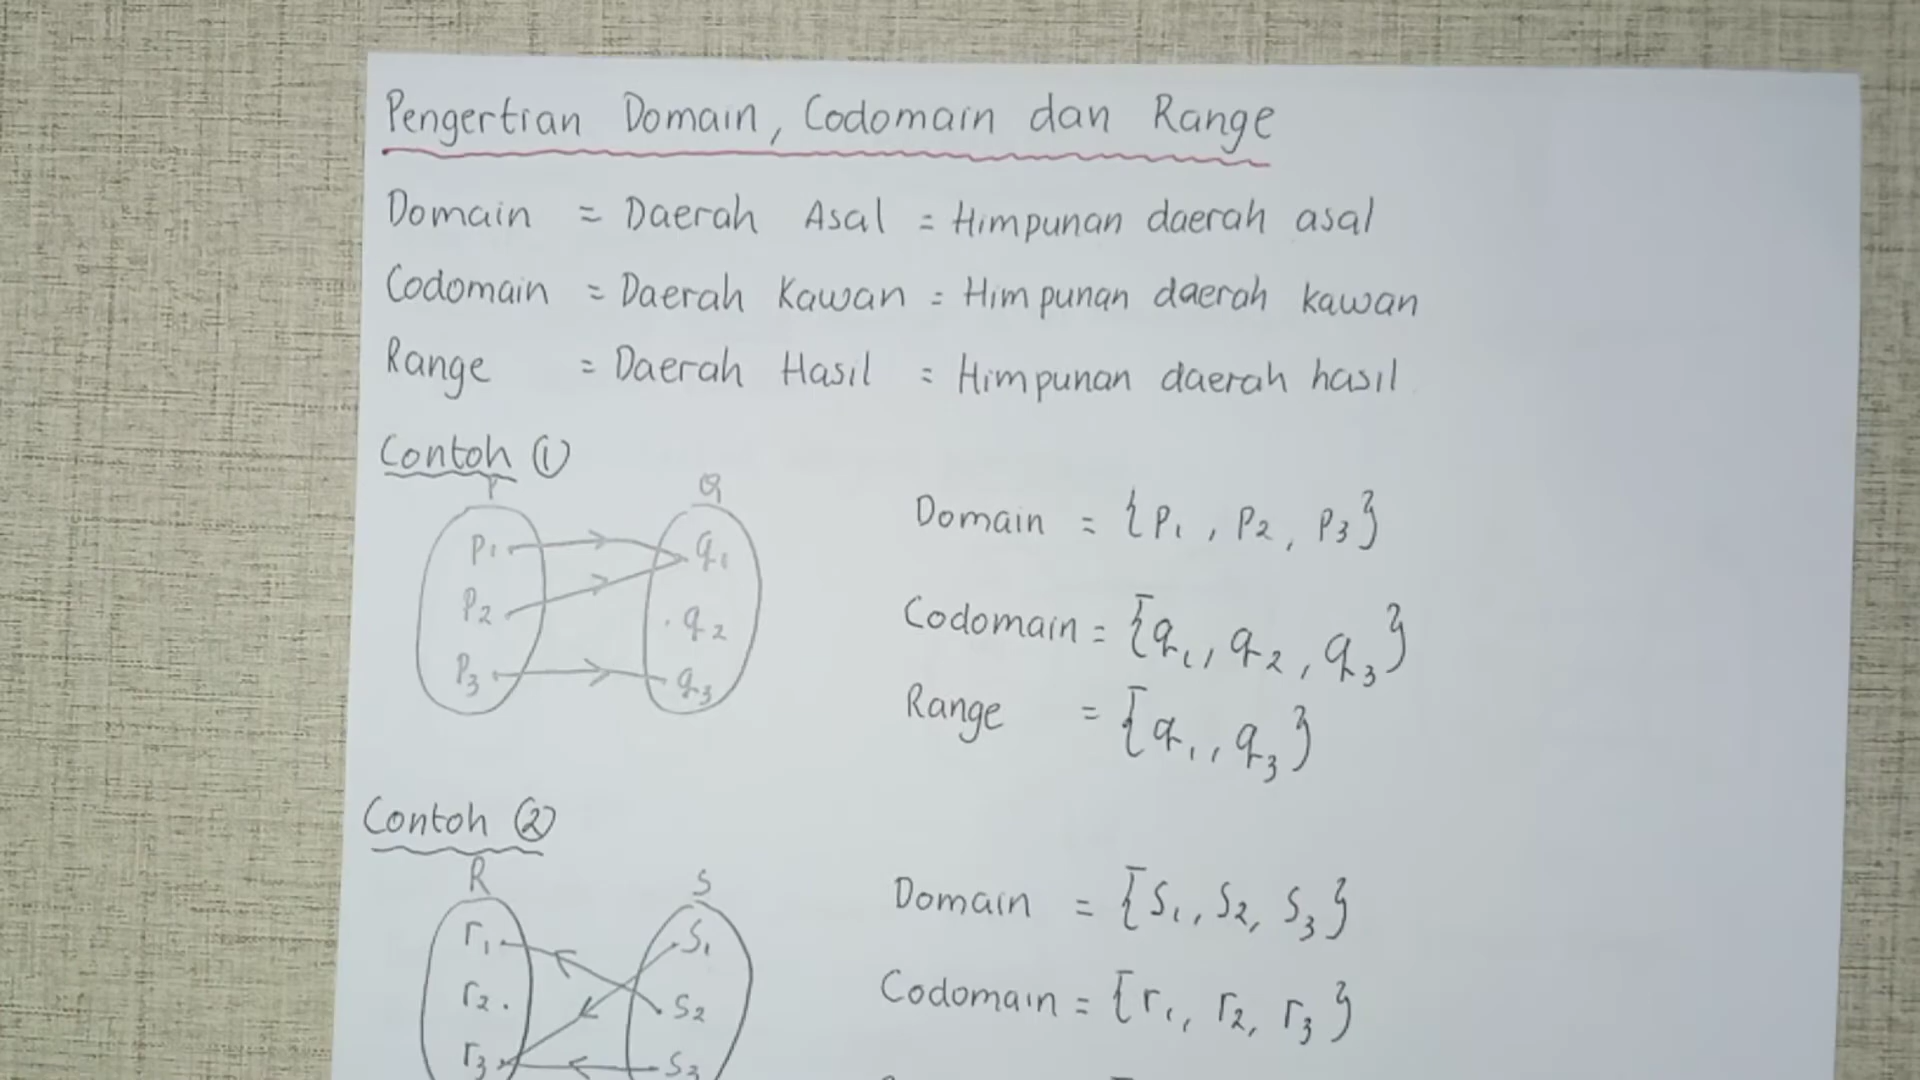 Pengertian Domain, Codomain dan Range
Domain = Daerah Asal = Himpunan daerah asal
Codomain = Daerah Kawan = Himpunan daerah kawan
Range = Daerah Hasil = Himpunan daerah hasil
Contoh ①
P Q
p₁ q₁
p₂ q₂
p₃ q₃
Domain = {p₁, p₂, p₃}
Codomain = {q₁, q₂, q₃}
Range = {q₁, q₃}
Contoh ②
R S
r₁ s₁
r₂ s₂
r₃ s₃
Domain = {s₁, s₂, s₃}
Codomain = {r₁, r₂, r₃}